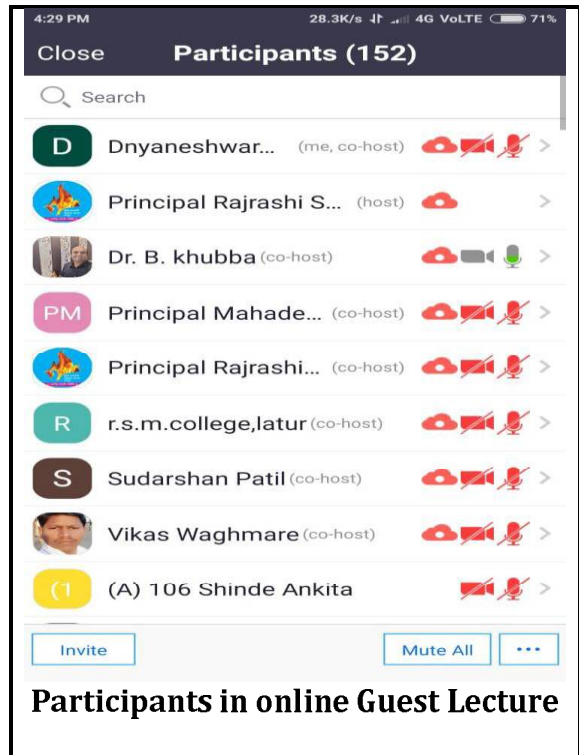 4:29 PM 28.3K/s 4G VoLTE 71%
Close Participants (152)
Search
D Dnyaneshwar... (me, co-host)
Principal Rajrashi S... (host)
Dr. B. khubba (co-host)
PM Principal Mahade... (co-host)
Principal Rajrashi... (co-host)
R r.s.m.college,latur (co-host)
S Sudarshan Patil (co-host)
Vikas Waghmare (co-host)
(1 (A) 106 Shinde Ankita
Invite Mute All ...
Participants in online Guest Lecture